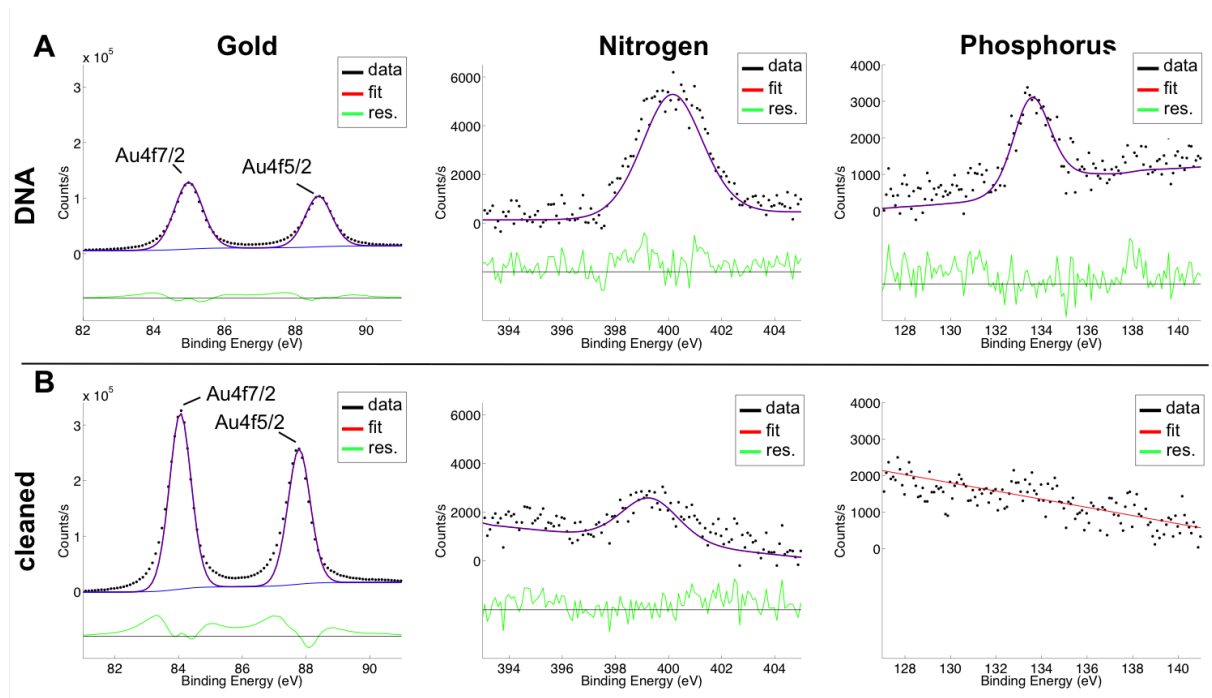 A
Gold
Nitrogen
Phosphorus
DNA
x 10^5
3
2
1
0
Counts/s
Au4f7/2
Au4f5/2
data
fit
res.
82
84
86
88
90
Binding Energy (eV)
6000
4000
2000
0
Counts/s
data
fit
res.
394
396
398
400
402
404
Binding Energy (eV)
4000
3000
2000
1000
0
Counts/s
data
fit
res.
128
130
132
134
136
138
140
Binding Energy (eV)
B
cleaned
x 10^5
3
2
1
0
Counts/s
Au4f7/2
Au4f5/2
data
fit
res.
82
84
86
88
90
Binding Energy (eV)
6000
4000
2000
0
Counts/s
data
fit
res.
394
396
398
400
402
404
Binding Energy (eV)
4000
3000
2000
1000
0
Counts/s
data
fit
res.
128
130
132
134
136
138
140
Binding Energy (eV)